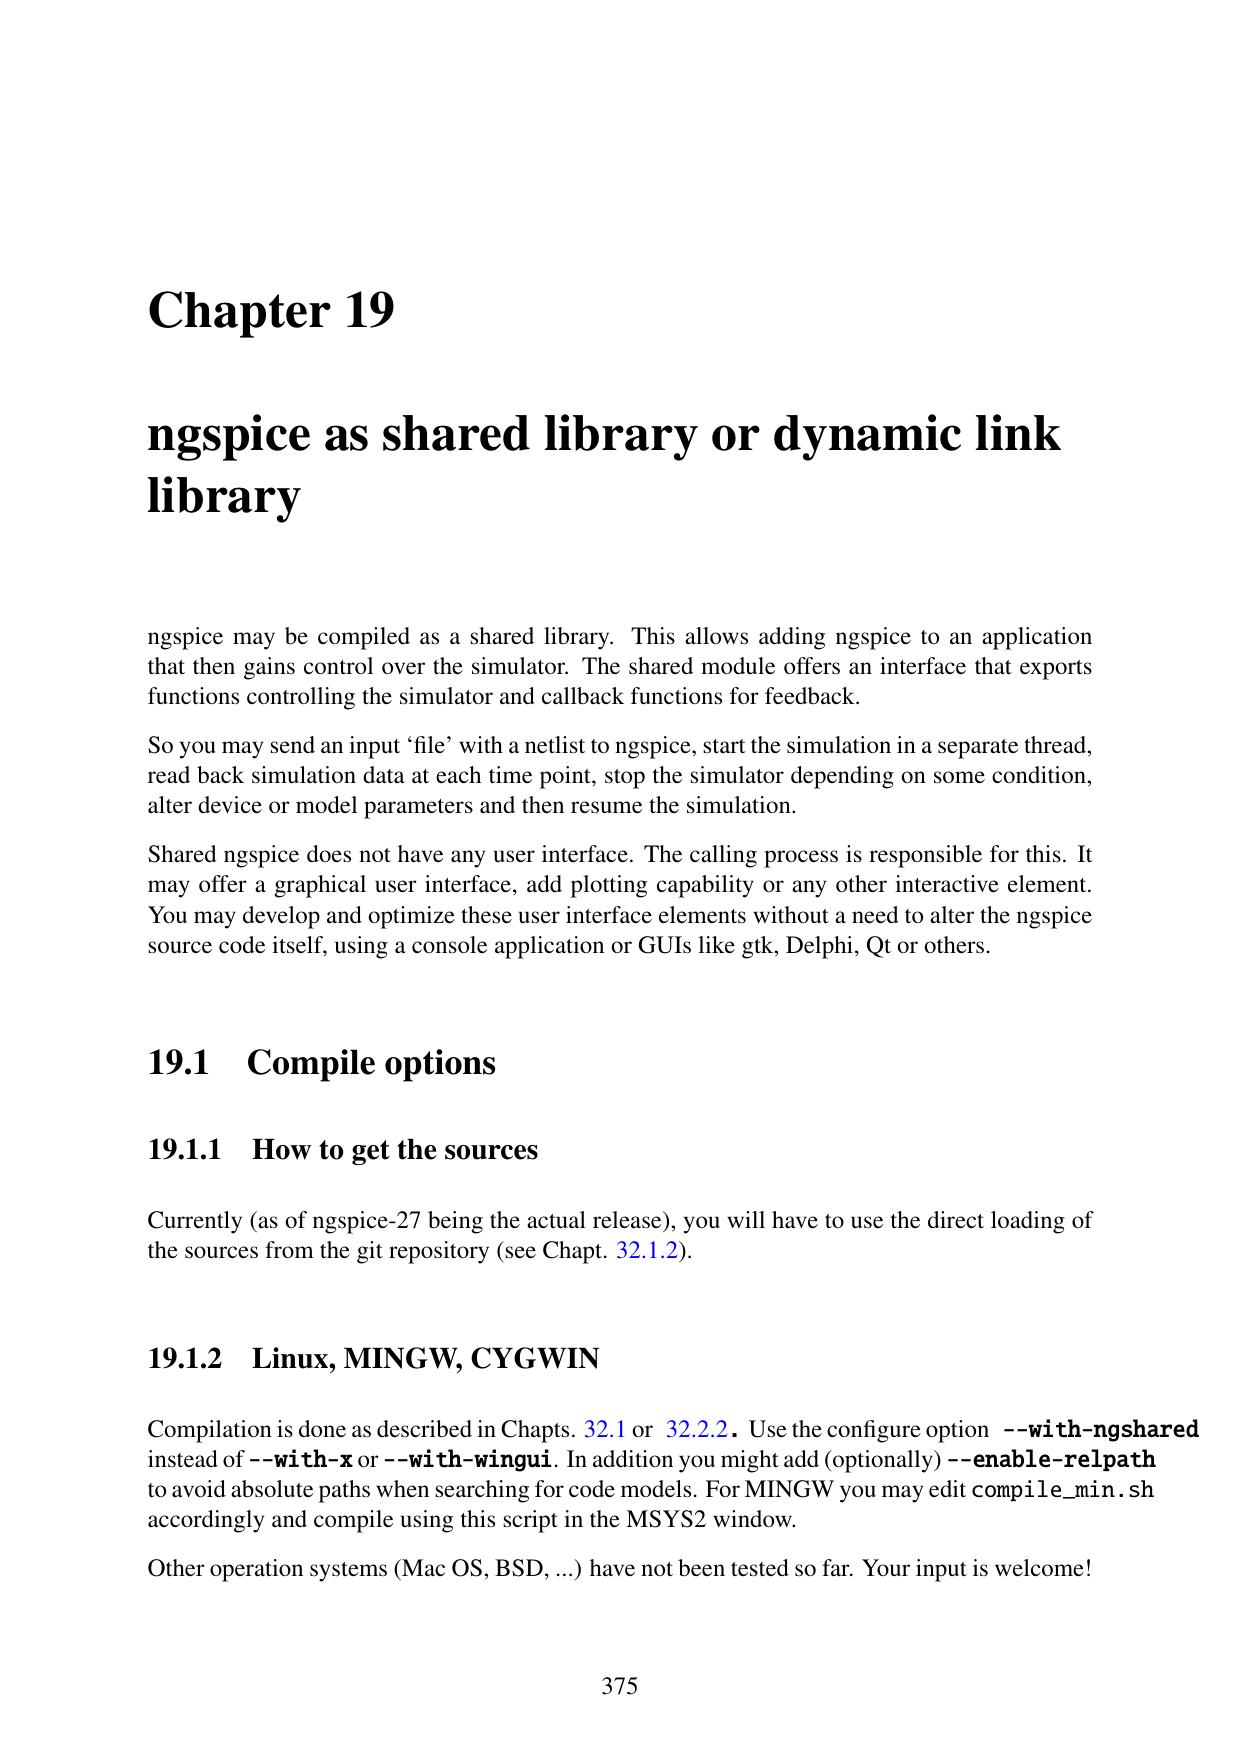 Chapter 19
ngspice as shared library or dynamic link
library
ngspice may be compiled as a shared library. This allows adding ngspice to an application
that then gains control over the simulator. The shared module offers an interface that exports
functions controlling the simulator and callback functions for feedback.
So you may send an input ‘file’ with a netlist to ngspice, start the simulation in a separate thread,
read back simulation data at each time point, stop the simulator depending on some condition,
alter device or model parameters and then resume the simulation.
Shared ngspice does not have any user interface. The calling process is responsible for this. It
may offer a graphical user interface, add plotting capability or any other interactive element.
You may develop and optimize these user interface elements without a need to alter the ngspice
source code itself, using a console application or GUIs like gtk, Delphi, Qt or others.
19.1 Compile options
19.1.1 How to get the sources
Currently (as of ngspice-27 being the actual release), you will have to use the direct loading of
the sources from the git repository (see Chapt. 32.1.2).
19.1.2 Linux, MINGW, CYGWIN
Compilation is done as described in Chapts. 32.1 or 32.2.2. Use the configure option --with-ngshared
instead of --with-x or --with-wingui. In addition you might add (optionally) --enable-relpath
to avoid absolute paths when searching for code models. For MINGW you may edit compile_min.sh
accordingly and compile using this script in the MSYS2 window.
Other operation systems (Mac OS, BSD, ...) have not been tested so far. Your input is welcome!
375